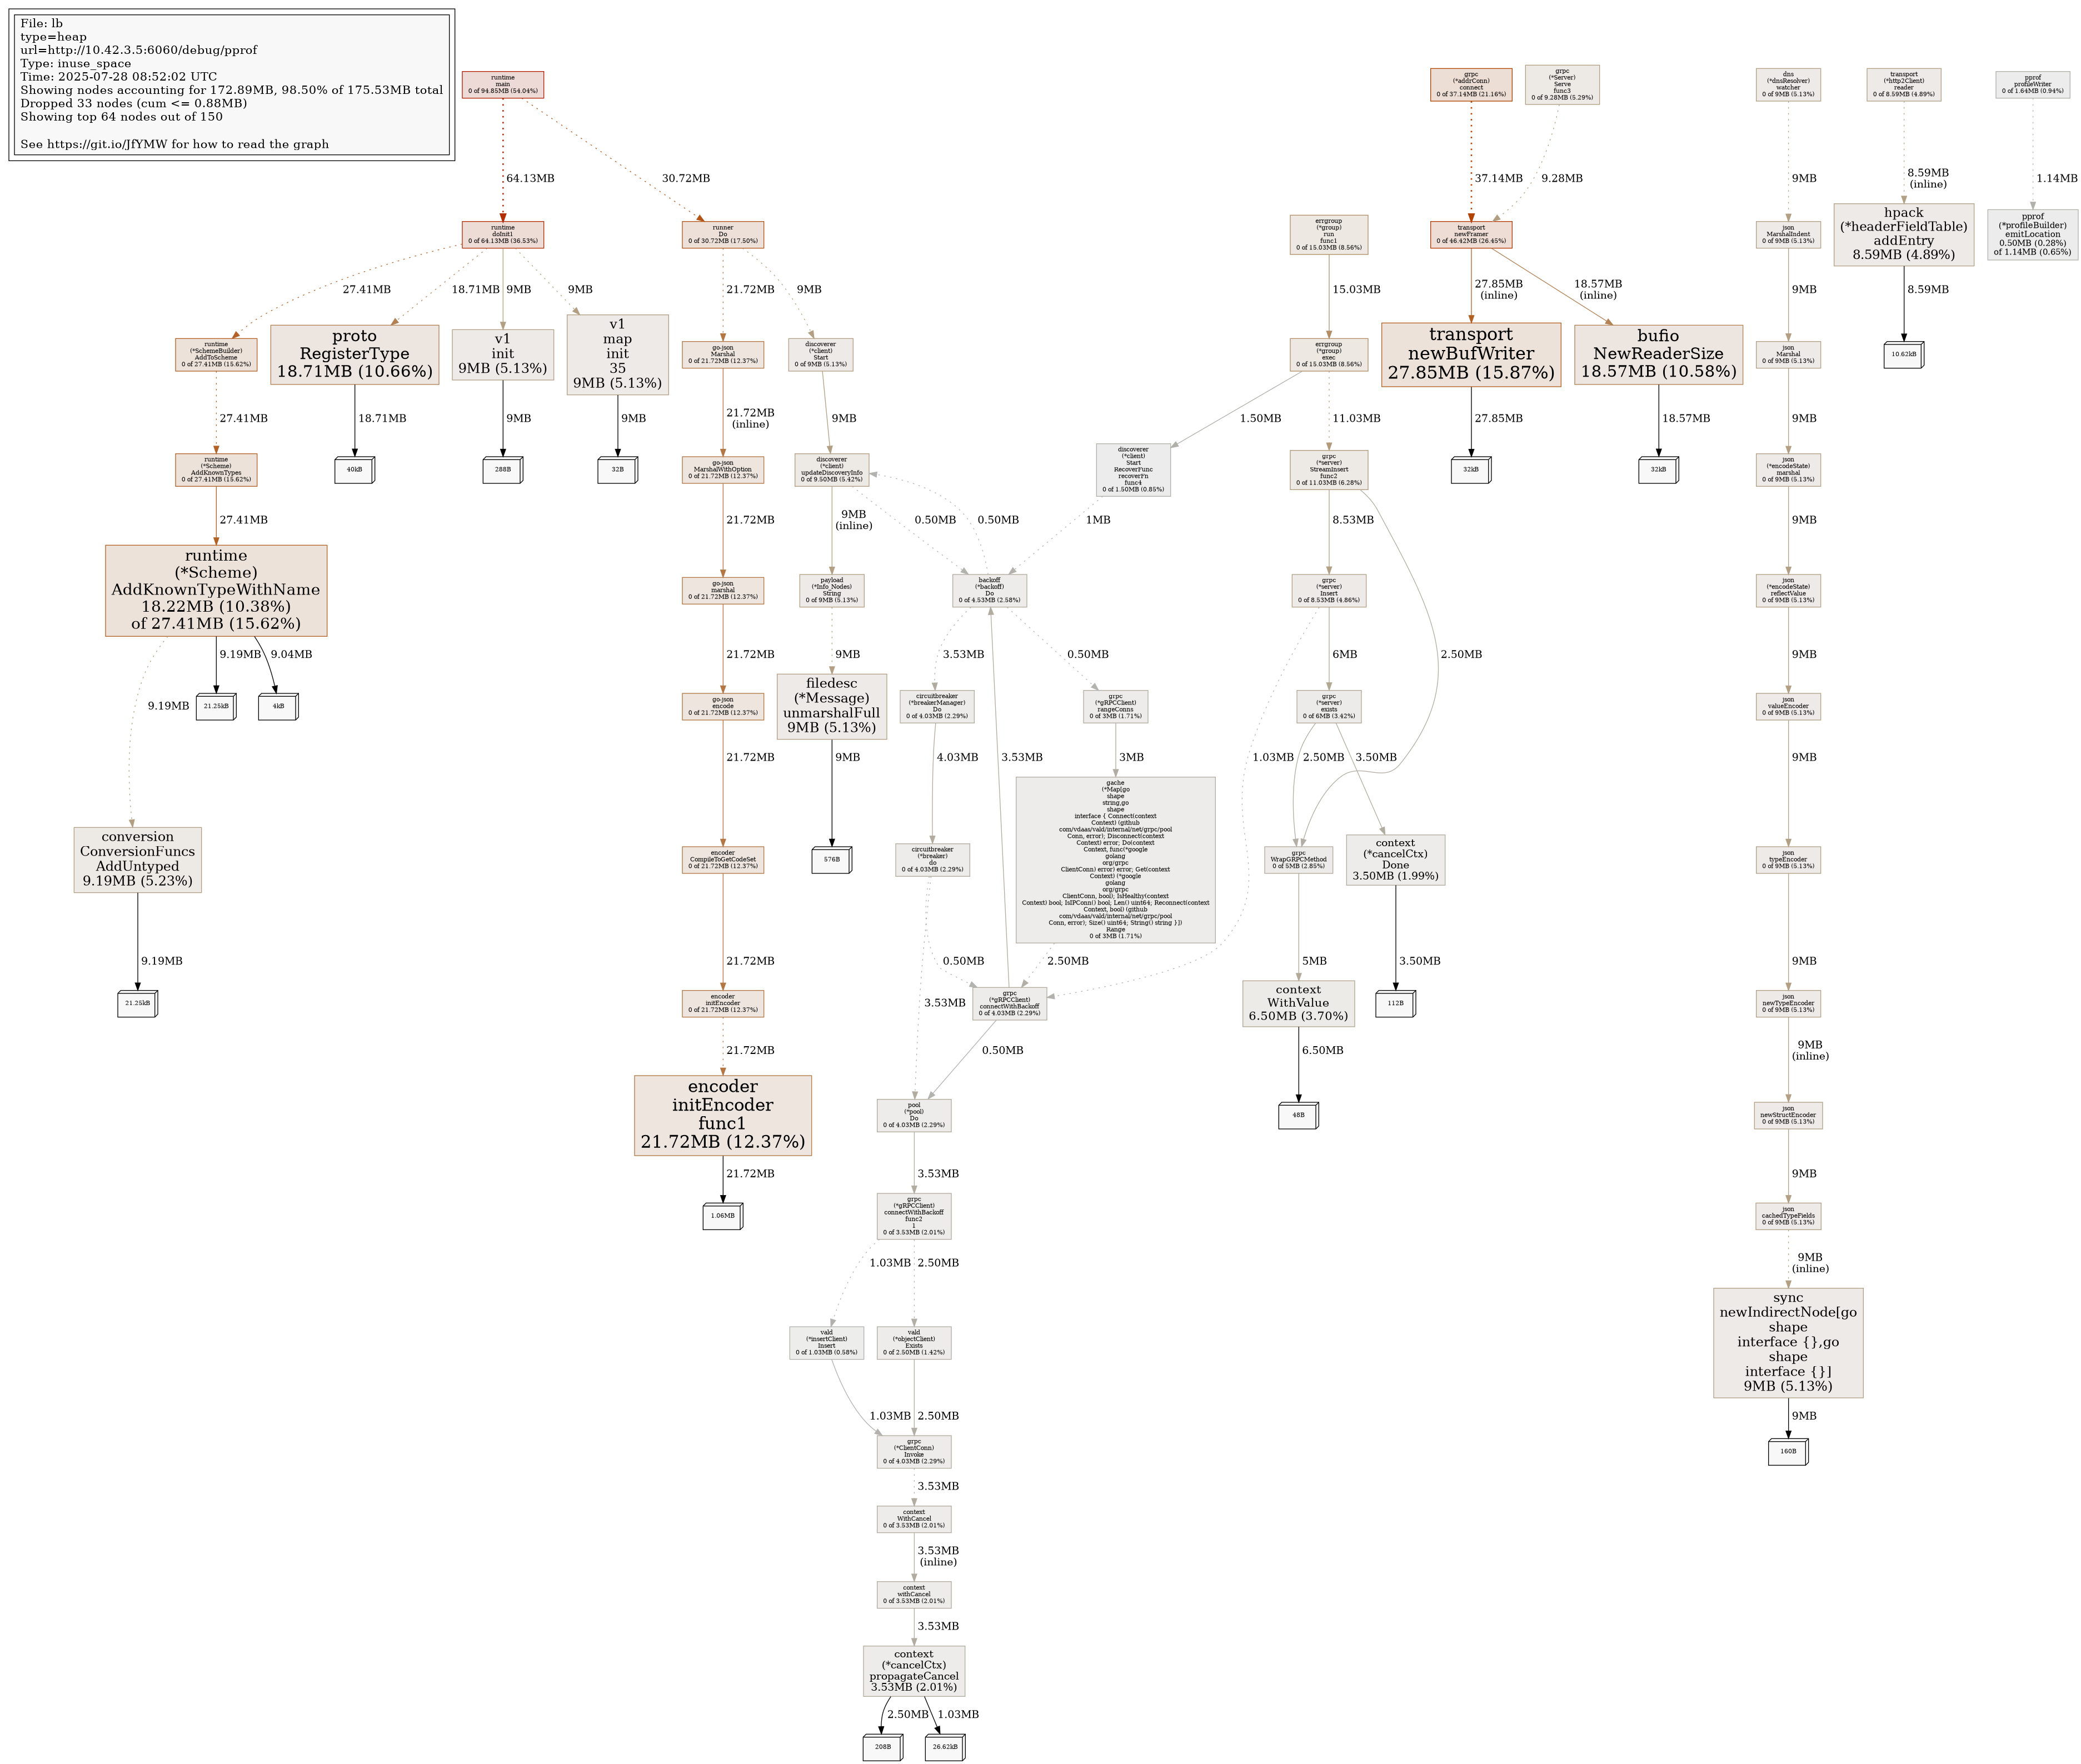 File: lb
type=heap
url=http://10.42.3.5:6060/debug/pprof
Type: inuse_space
Time: 2025-07-28 08:52:02 UTC
Showing nodes accounting for 172.89MB, 98.50% of 175.53MB total
Dropped 33 nodes (cum <= 0.88MB)
Showing top 64 nodes out of 150
See https://git.io/JfYMW for how to read the graph
runtime
main
0 of 94.85MB (54.04%)
grpc
(*addrConn)
connect
0 of 37.14MB (21.16%)
grpc
(*Server)
Serve
func3
0 of 9.28MB (5.29%)
dns
(*dnsResolver)
watcher
0 of 9MB (5.13%)
transport
(*http2Client)
reader
0 of 8.59MB (4.89%)
pprof
profileWriter
0 of 1.64MB (0.94%)
64.13MB
30.72MB
37.14MB
9.28MB
9MB
8.59MB
(inline)
1.14MB
runtime
doInit1
0 of 64.13MB (36.53%)
runner
Do
0 of 30.72MB (17.50%)
errgroup
(*group)
run
func1
0 of 15.03MB (8.56%)
transport
newFramer
0 of 46.42MB (26.45%)
json
MarshalIndent
0 of 9MB (5.13%)
hpack
(*headerFieldTable)
addEntry
8.59MB (4.89%)
pprof
(*profileBuilder)
emitLocation
0.50MB (0.28%)
of 1.14MB (0.65%)
27.41MB
18.71MB
9MB
9MB
21.72MB
9MB
15.03MB
27.85MB
(inline)
18.57MB
(inline)
9MB
8.59MB
runtime
(*SchemeBuilder)
AddToScheme
0 of 27.41MB (15.62%)
proto
RegisterType
18.71MB (10.66%)
v1
init
9MB (5.13%)
v1
map
init
35
9MB (5.13%)
go-json
Marshal
0 of 21.72MB (12.37%)
discoverer
(*client)
Start
0 of 9MB (5.13%)
errgroup
(*group)
exec
0 of 15.03MB (8.56%)
transport
newBufWriter
27.85MB (15.87%)
bufio
NewReaderSize
18.57MB (10.58%)
json
Marshal
0 of 9MB (5.13%)
10.62kB
27.41MB
18.71MB
9MB
9MB
21.72MB
(inline)
9MB
1.50MB
11.03MB
27.85MB
18.57MB
9MB
runtime
(*Scheme)
AddKnownTypes
0 of 27.41MB (15.62%)
40kB
288B
32B
go-json
MarshalWithOption
0 of 21.72MB (12.37%)
discoverer
(*client)
updateDiscoveryInfo
0 of 9.50MB (5.42%)
discoverer
(*client)
Start
RecoverFunc
recoverFn
func4
0 of 1.50MB (0.85%)
grpc
(*server)
StreamInsert
func2
0 of 11.03MB (6.28%)
32kB
32kB
json
(*encodeState)
marshal
0 of 9MB (5.13%)
27.41MB
21.72MB
9MB
(inline)
0.50MB
0.50MB
1MB
8.53MB
9MB
runtime
(*Scheme)
AddKnownTypeWithName
18.22MB (10.38%)
of 27.41MB (15.62%)
go-json
marshal
0 of 21.72MB (12.37%)
payload
(*Info_Nodes)
String
0 of 9MB (5.13%)
backoff
(*backoff)
Do
0 of 4.53MB (2.58%)
grpc
(*server)
Insert
0 of 8.53MB (4.86%)
json
(*encodeState)
reflectValue
0 of 9MB (5.13%)
9.19MB
9.19MB
9.04MB
21.72MB
9MB
3.53MB
0.50MB
6MB
2.50MB
9MB
21.25kB
4kB
go-json
encode
0 of 21.72MB (12.37%)
filedesc
(*Message)
unmarshalFull
9MB (5.13%)
circuitbreaker
(*breakerManager)
Do
0 of 4.03MB (2.29%)
grpc
(*gRPCClient)
rangeConns
0 of 3MB (1.71%)
grpc
(*server)
exists
0 of 6MB (3.42%)
json
valueEncoder
0 of 9MB (5.13%)
21.72MB
9MB
4.03MB
3.53MB
3MB
1.03MB
2.50MB
3.50MB
9MB
conversion
ConversionFuncs
AddUntyped
9.19MB (5.23%)
encoder
CompileToGetCodeSet
0 of 21.72MB (12.37%)
576B
circuitbreaker
(*breaker)
do
0 of 4.03MB (2.29%)
gache
(*Map[go
shape
string,go
shape
interface { Connect(context
Context) (github
com/vdaas/vald/internal/net/grpc/pool
Conn, error); Disconnect(context
Context) error; Do(context
Context, func(*google
golang
org/grpc
ClientConn) error) error; Get(context
Context) (*google
golang
org/grpc
ClientConn, bool); IsHealthy(context
Context) bool; IsIPConn() bool; Len() uint64; Reconnect(context
Context, bool) (github
com/vdaas/vald/internal/net/grpc/pool
Conn, error); Size() uint64; String() string }])
Range
0 of 3MB (1.71%)
grpc
WrapGRPCMethod
0 of 5MB (2.85%)
context
(*cancelCtx)
Done
3.50MB (1.99%)
json
typeEncoder
0 of 9MB (5.13%)
9.19MB
21.72MB
0.50MB
2.50MB
5MB
3.50MB
9MB
21.25kB
encoder
initEncoder
0 of 21.72MB (12.37%)
3.53MB
grpc
(*gRPCClient)
connectWithBackoff
0 of 4.03MB (2.29%)
context
WithValue
6.50MB (3.70%)
112B
json
newTypeEncoder
0 of 9MB (5.13%)
21.72MB
0.50MB
6.50MB
9MB
(inline)
encoder
initEncoder
func1
21.72MB (12.37%)
pool
(*pool)
Do
0 of 4.03MB (2.29%)
48B
json
newStructEncoder
0 of 9MB (5.13%)
21.72MB
3.53MB
9MB
1.06MB
grpc
(*gRPCClient)
connectWithBackoff
func2
1
0 of 3.53MB (2.01%)
json
cachedTypeFields
0 of 9MB (5.13%)
1.03MB
2.50MB
9MB
(inline)
vald
(*insertClient)
Insert
0 of 1.03MB (0.58%)
vald
(*objectClient)
Exists
0 of 2.50MB (1.42%)
sync
newIndirectNode[go
shape
interface {},go
shape
interface {}]
9MB (5.13%)
1.03MB
2.50MB
9MB
grpc
(*ClientConn)
Invoke
0 of 4.03MB (2.29%)
160B
3.53MB
context
WithCancel
0 of 3.53MB (2.01%)
3.53MB
(inline)
context
withCancel
0 of 3.53MB (2.01%)
3.53MB
context
(*cancelCtx)
propagateCancel
3.53MB (2.01%)
2.50MB
1.03MB
208B
26.62kB